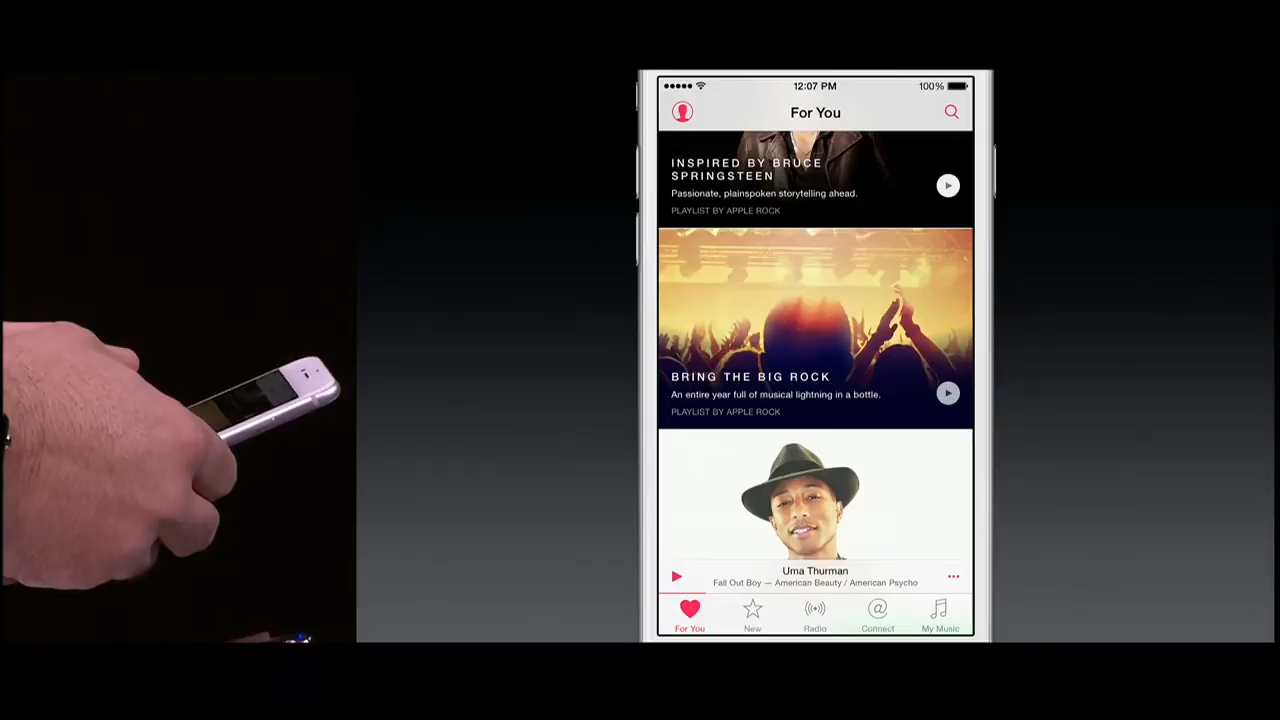 12:07 PM
100%
For You
INSPIRED BY BRUCE
SPRINGSTEEN
Passionate, plainspoken storytelling ahead.
PLAYLIST BY APPLE ROCK
BRING THE BIG ROCK
An entire year full of musical lightning in a bottle.
PLAYLIST BY APPLE ROCK
Uma Thurman
Fall Out Boy — American Beauty / American Psycho
For You
New
Radio
Connect
My Music